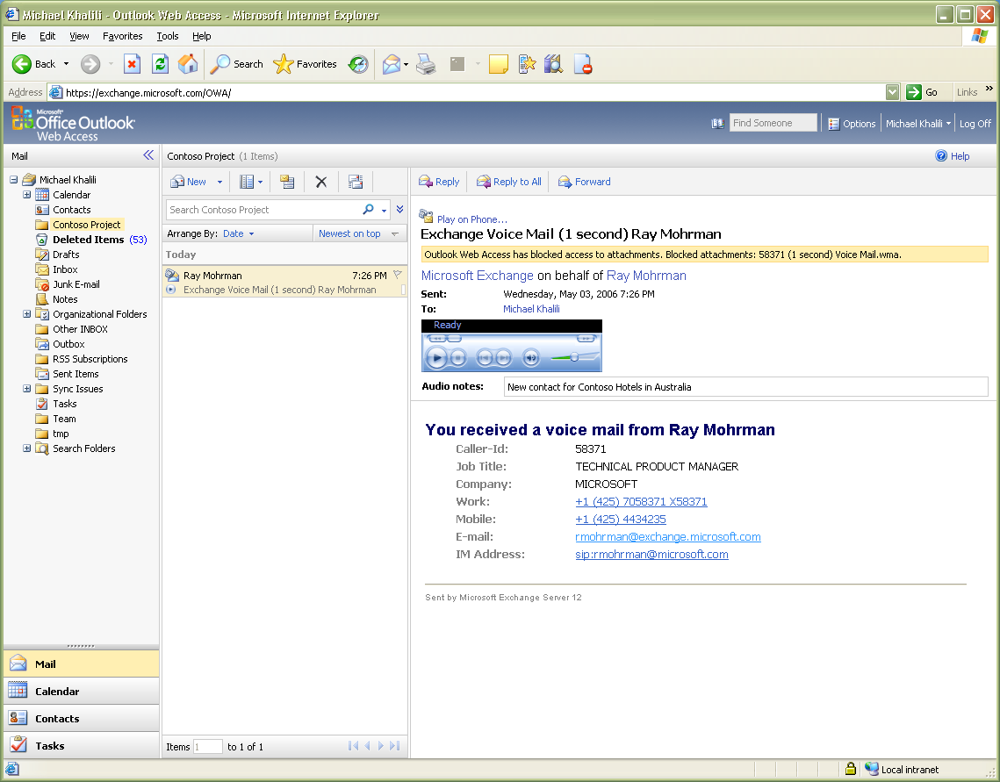 Michael Khalili - Outlook Web Access - Microsoft Internet Explorer
File Edit View Favorites Tools Help
Back Search Favorites
Address https://exchange.microsoft.com/OWA/ Go Links »
Microsoft®
Office Outlook®
Web Access
Find Someone Options Michael Khalili Log Off
Mail
Michael Khalili
Calendar
Contacts
Contoso Project
Deleted Items (53)
Drafts
Inbox
Junk E-mail
Notes
Organizational Folders
Other INBOX
Outbox
RSS Subscriptions
Sent Items
Sync Issues
Tasks
Team
tmp
Search Folders
Mail
Calendar
Contacts
Tasks
Contoso Project (1 Items)
Help
New
Search Contoso Project
Arrange By: Date Newest on top
Today
Ray Mohrman 7:26 PM
Exchange Voice Mail (1 second) Ray Mohrman
Items 1 to 1 of 1
Reply Reply to All Forward
Play on Phone...
Exchange Voice Mail (1 second) Ray Mohrman
Outlook Web Access has blocked access to attachments. Blocked attachments: 58371 (1 second) Voice Mail.wma.
Microsoft Exchange on behalf of Ray Mohrman
Sent: Wednesday, May 03, 2006 7:26 PM
To: Michael Khalili
Ready
Audio notes: New contact for Contoso Hotels in Australia
You received a voice mail from Ray Mohrman
Caller-Id: 58371
Job Title: TECHNICAL PRODUCT MANAGER
Company: MICROSOFT
Work: +1 (425) 7058371 X58371
Mobile: +1 (425) 4434235
E-mail: rmohrman@exchange.microsoft.com
IM Address: sip:rmohrman@microsoft.com
Sent by Microsoft Exchange Server 12
Local intranet